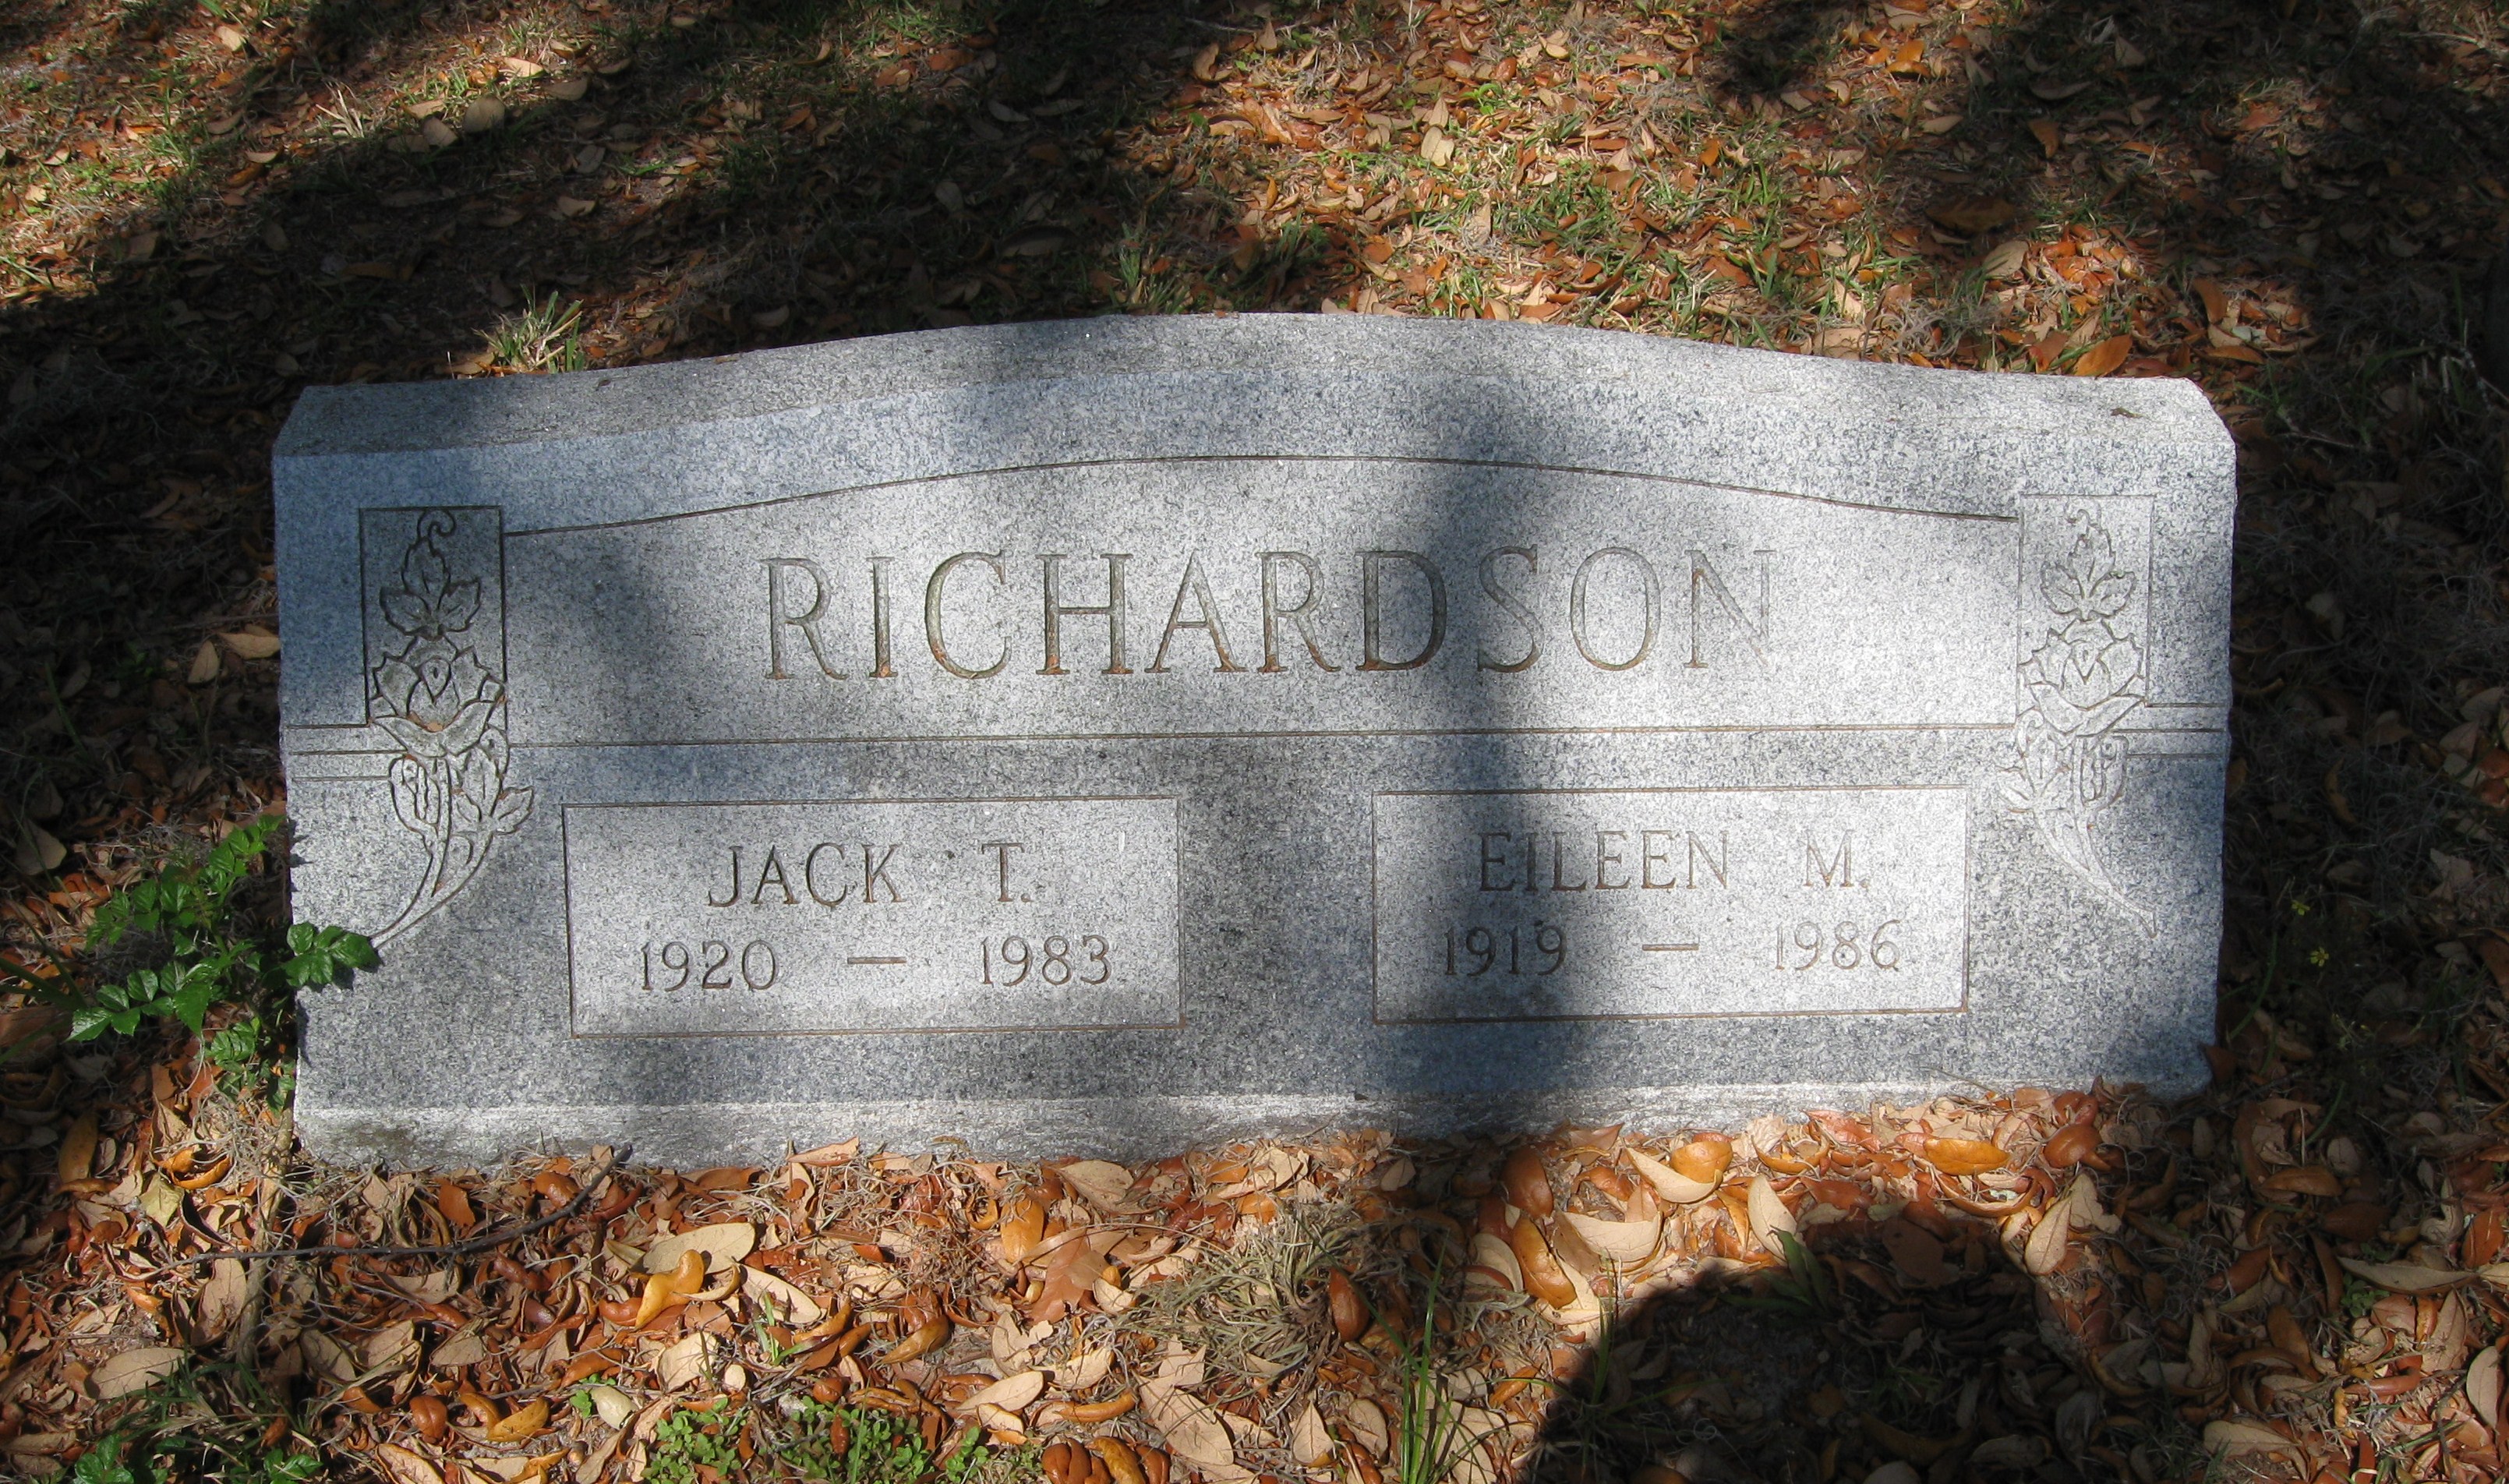 RICHARDSON
JACK T.
1920 — 1983
EILEEN M.
1919 — 1986